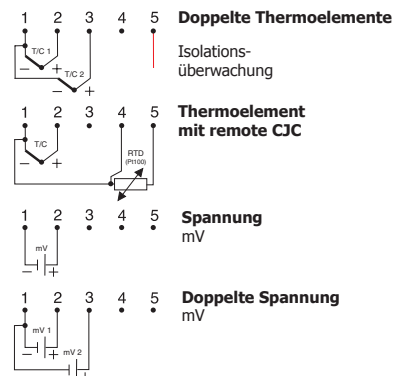 1 2 3 4 5 Doppelte Thermoelemente
T/C 1
Isolations-
überwachung
− + T/C 2
− +
1 2 3 4 5 Thermoelement
mit remote CJC
T/C
− +
RTD
(Pt100)
1 2 3 4 5 Spannung
mV
mV
− +
1 2 3 4 5 Doppelte Spannung
mV
mV 1
− + mV 2
+